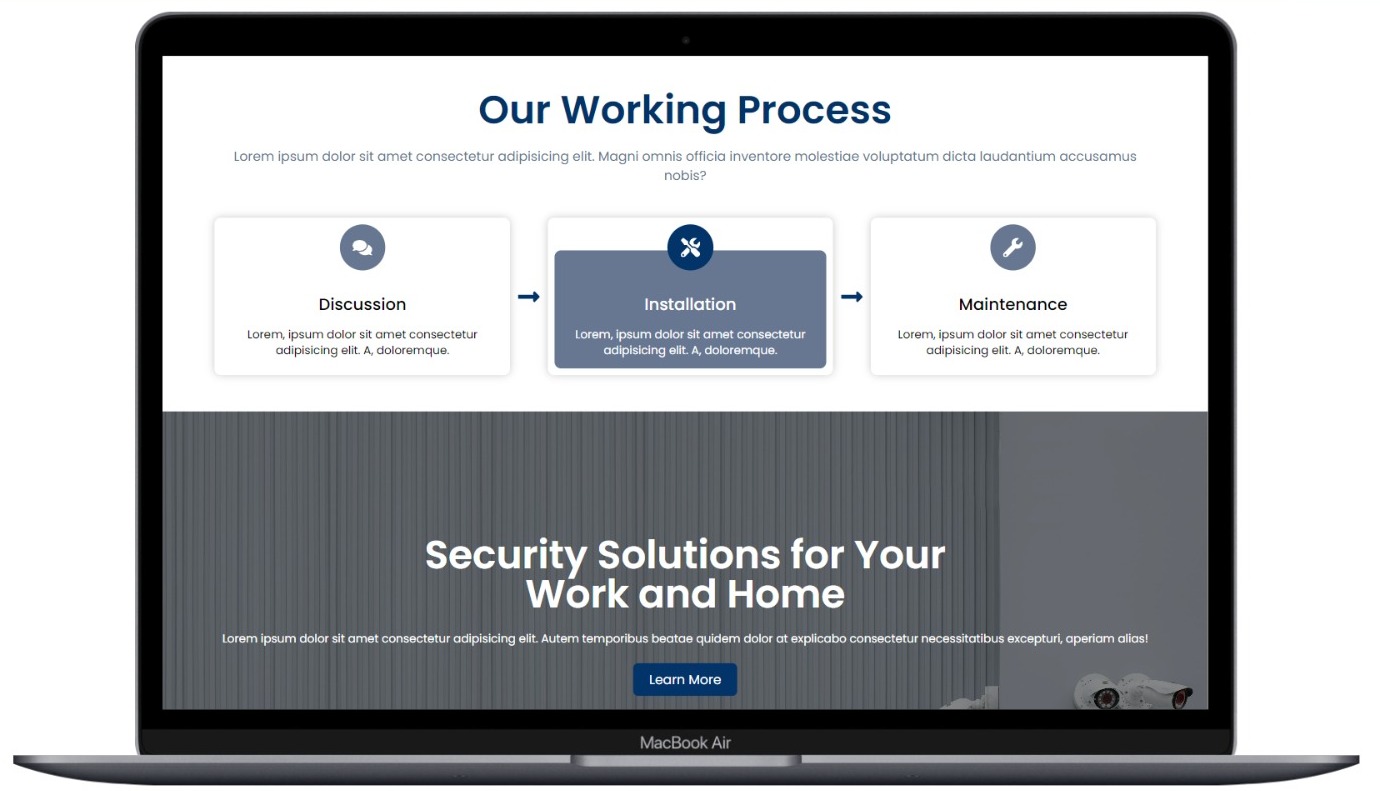 Our Working Process
Lorem ipsum dolor sit amet consectetur adipisicing elit. Magni omnis officia inventore molestiae voluptatum dicta laudantium accusamus
nobis?
Discussion
Lorem, ipsum dolor sit amet consectetur
adipisicing elit. A, doloremque.
Installation
Lorem, ipsum dolor sit amet consectetur
adipisicing elit. A, doloremque.
Maintenance
Lorem, ipsum dolor sit amet consectetur
adipisicing elit. A, doloremque.
Security Solutions for Your
Work and Home
Lorem ipsum dolor sit amet consectetur adipisicing elit. Autem temporibus beatae quidem dolor at explicabo consectetur necessitatibus excepturi, aperiam alias!
Learn More
MacBook Air